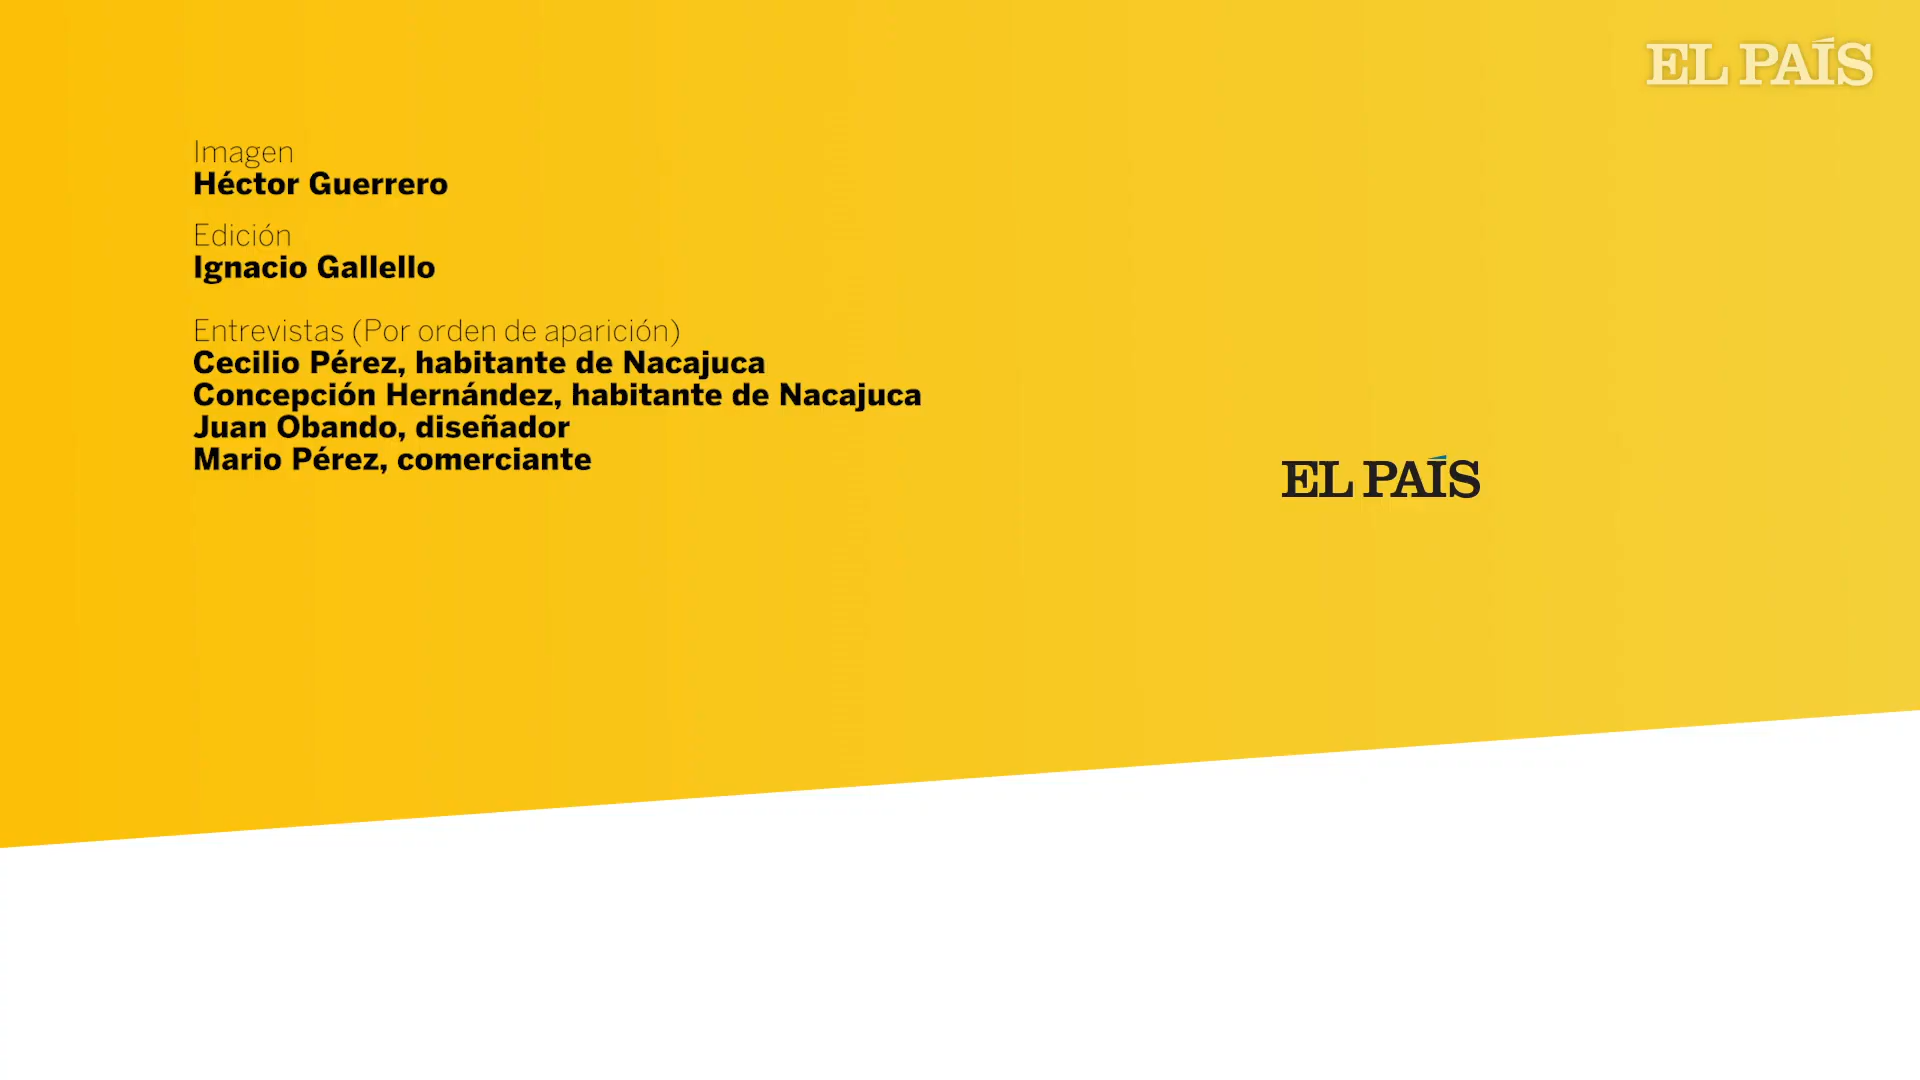 EL PAÍS
Imagen
Héctor Guerrero
Edición
Ignacio Gallello
Entrevistas (Por orden de aparición)
Cecilio Pérez, habitante de Nacajuca
Concepción Hernández, habitante de Nacajuca
Juan Obando, diseñador
Mario Pérez, comerciante
EL PAÍS